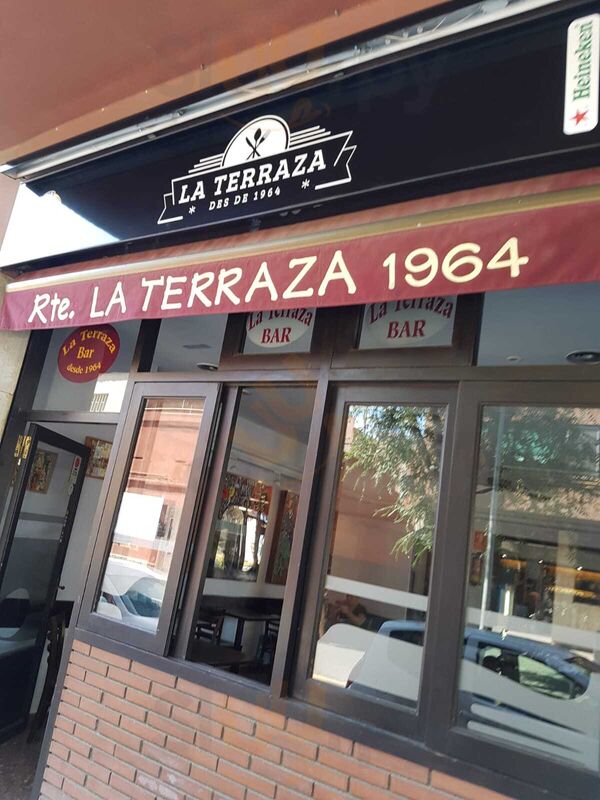 Heineken
LA TERRAZA
* DES DE 1964 *
Rte. LA TERRAZA 1964
La Terraza
BAR
La Terraza
BAR
La Terraza
Bar
desde 1964